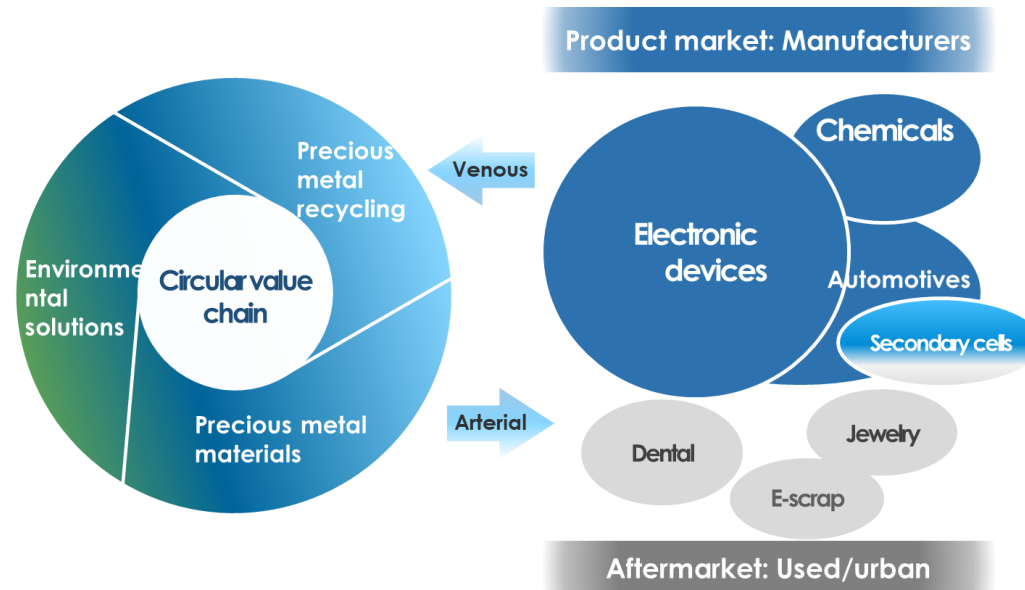 Product market: Manufacturers
Precious
metal
recycling
Environme
ntal
solutions
Circular value
chain
Precious metal
materials
Venous
Arterial
Chemicals
Electronic
devices
Automotives
Secondary cells
Dental
Jewelry
E-scrap
Aftermarket: Used/urban